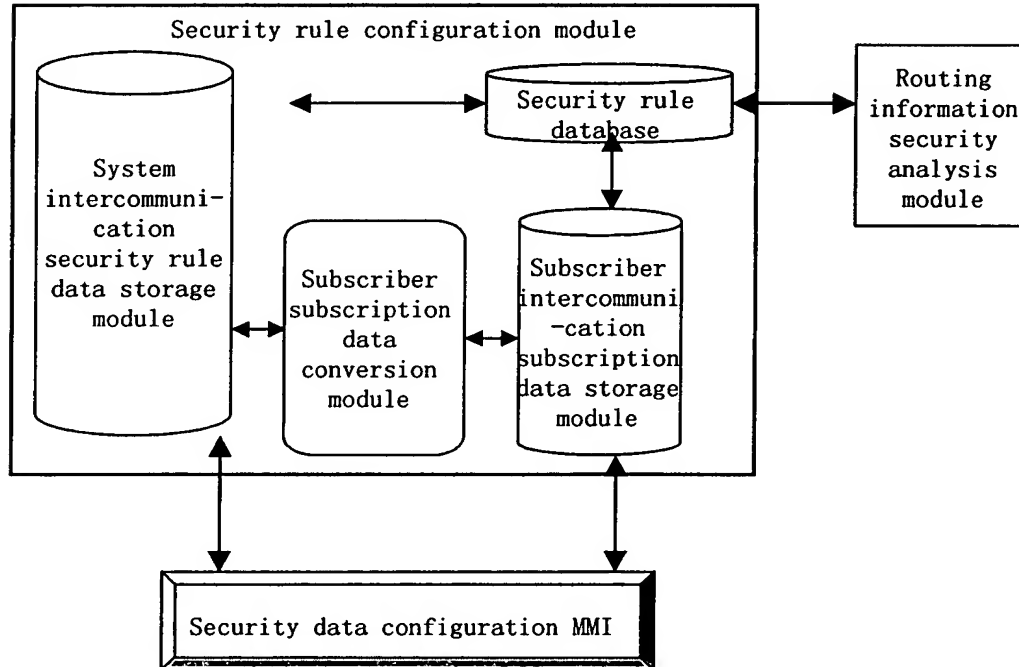 Security rule configuration module
System
intercommuni-
cation
security rule
data storage
module
Subscriber
subscription
data
conversion
module
Security rule
database
Subscriber
intercommuni
-cation
subscription
data storage
module
Routing
information
security
analysis
module
Security data configuration MMI